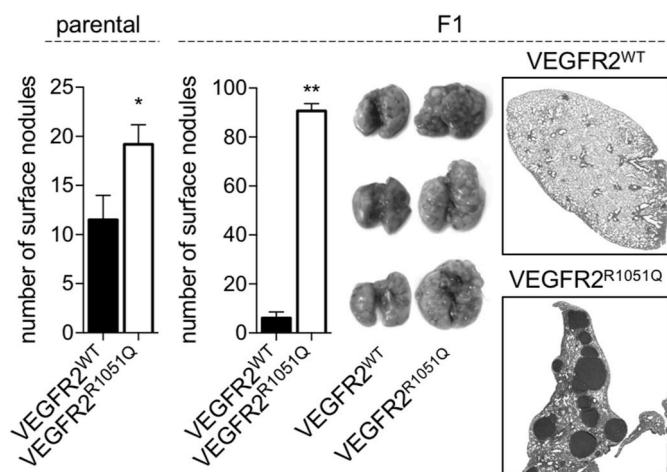 parental
F1
number of surface nodules
25
20
15
10
5
0
*
VEGFR2WT
VEGFR2R1051Q
number of surface nodules
100
80
60
40
20
0
**
VEGFR2WT
VEGFR2R1051Q
VEGFR2WT
VEGFR2R1051Q
VEGFR2WT
VEGFR2R1051Q